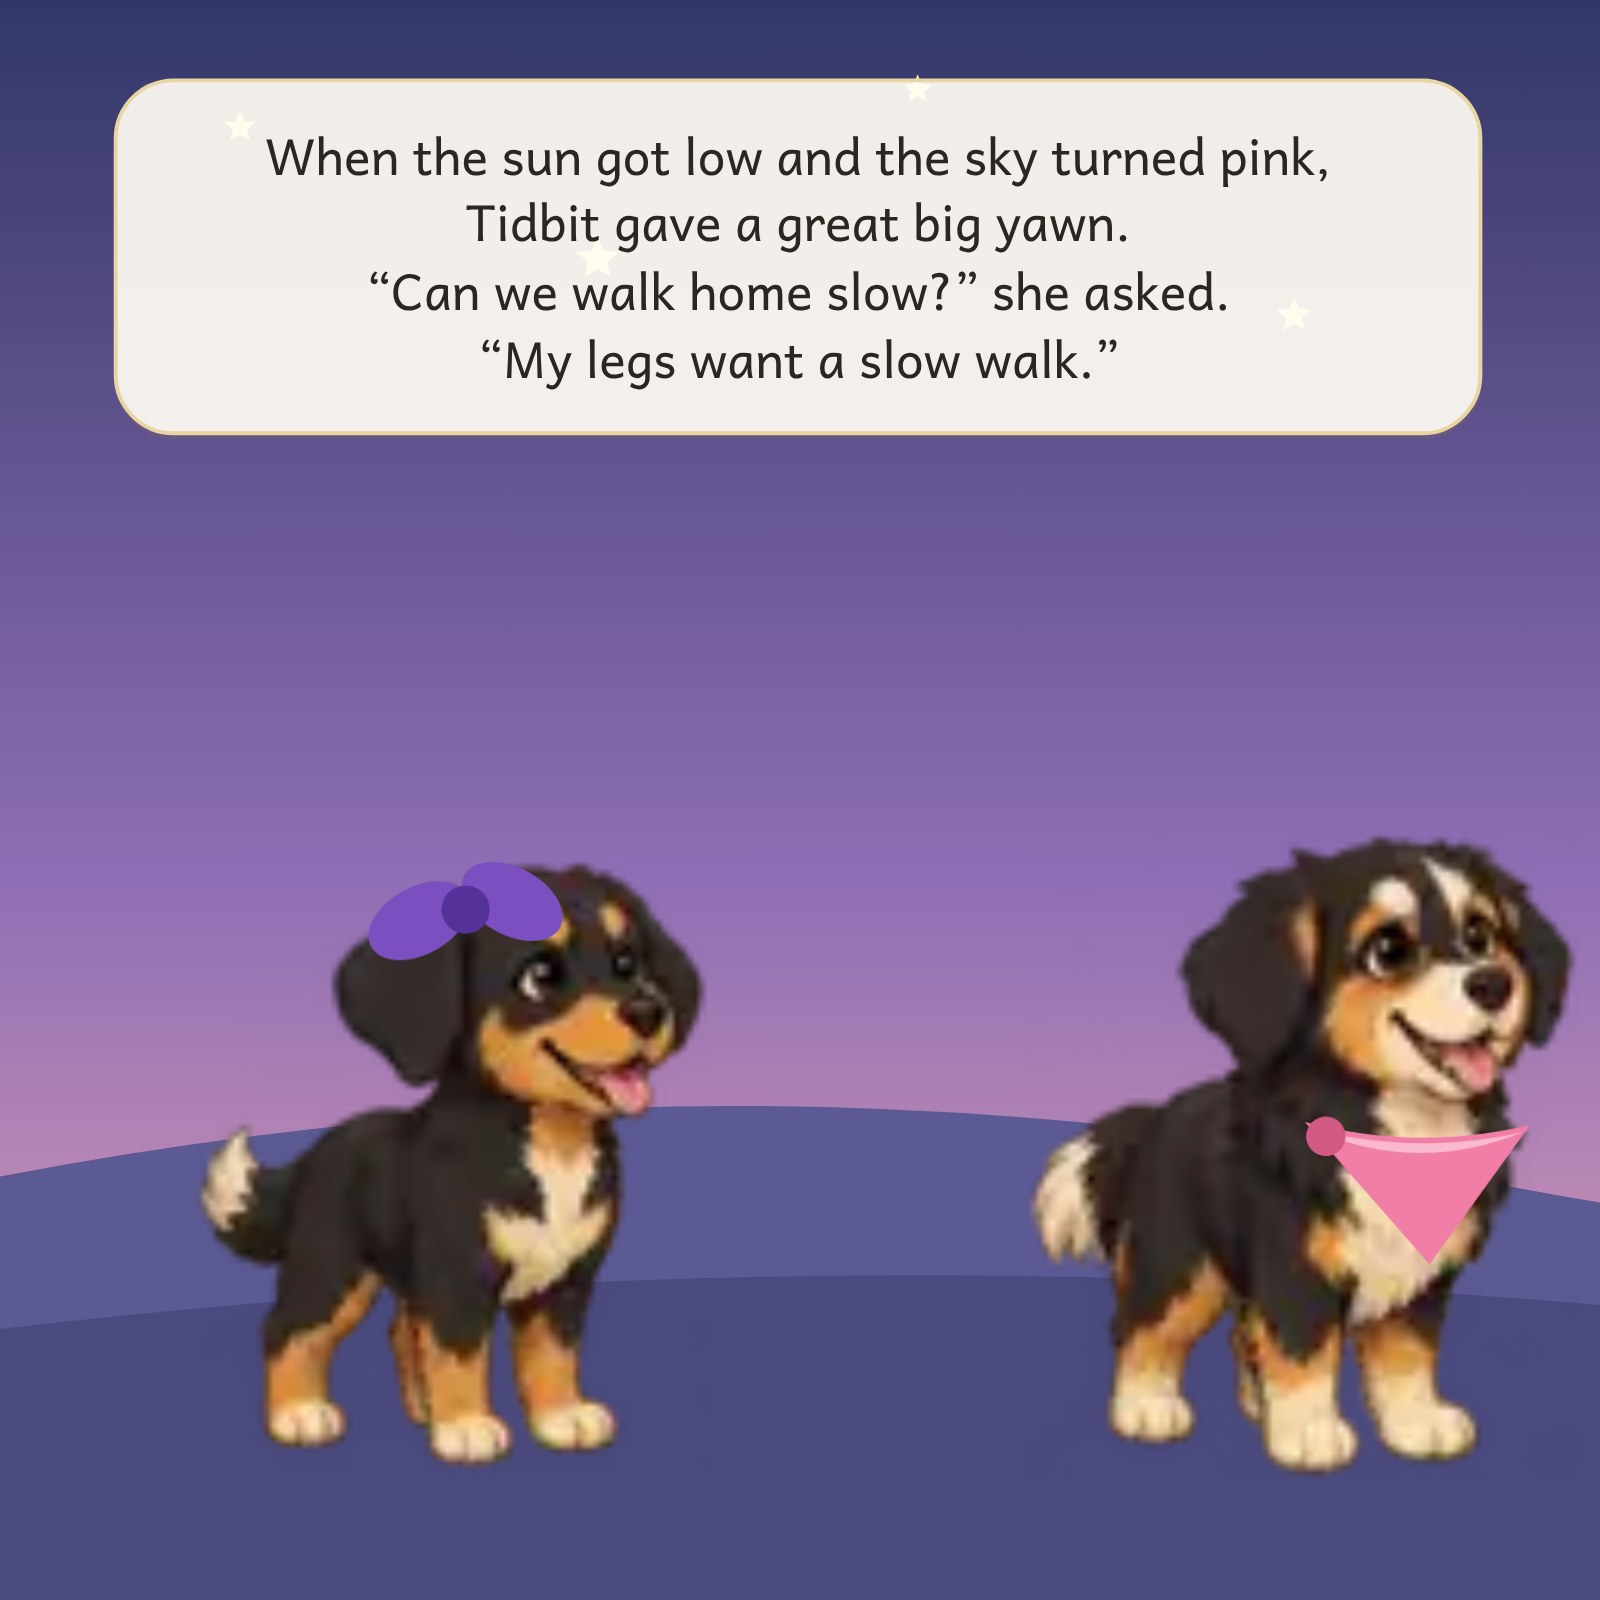 When the sun got low and the sky turned pink,
Tidbit gave a great big yawn.
“Can we walk home slow?” she asked.
“My legs want a slow walk.”